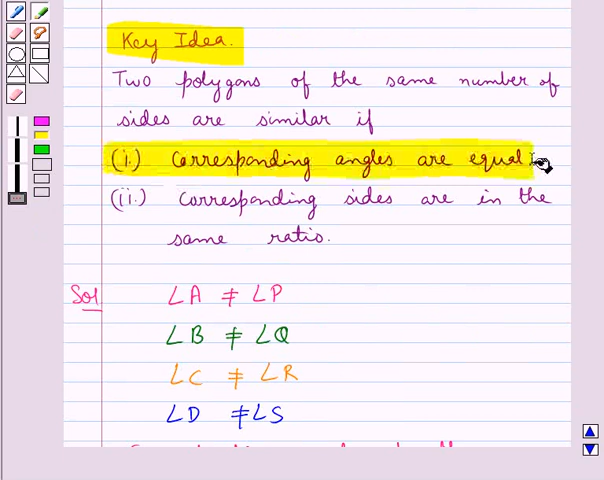 Key Idea.
Two polygons of the same number of
sides are similar if
(i.) Corresponding angles are equal.
(ii.) Corresponding sides are in the
same ratio.
Sol
∠A ≠ ∠P
∠B ≠ ∠Q
∠C ≠ ∠R
∠D ≠ ∠S